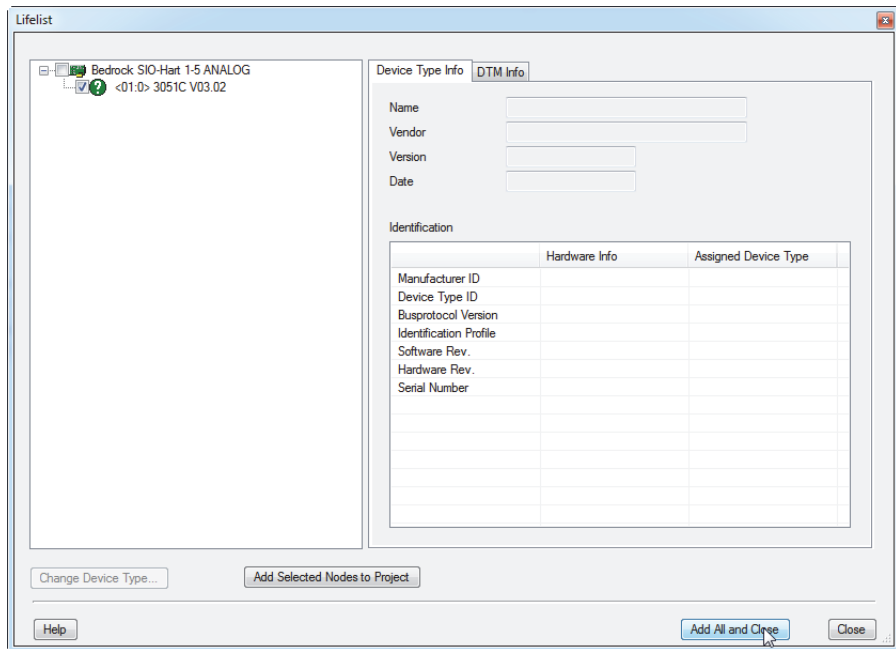 Lifelist
Bedrock SIO-Hart 1-5 ANALOG
<01:0> 3051C V03.02
Device Type Info DTM Info
Name
Vendor
Version
Date
Identification
Hardware Info Assigned Device Type
Manufacturer ID
Device Type ID
Busprotocol Version
Identification Profile
Software Rev.
Hardware Rev.
Serial Number
Change Device Type... Add Selected Nodes to Project
Help Add All and Close Close